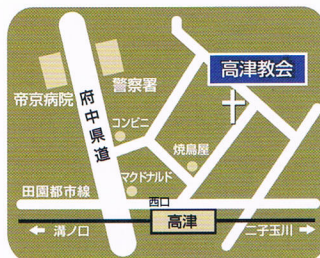 高津教会
警察署
帝京病院
府中県道
コンビニ
焼鳥屋
マクドナルド
田園都市線
西口
高津
← 溝ノ口
二子玉川 →